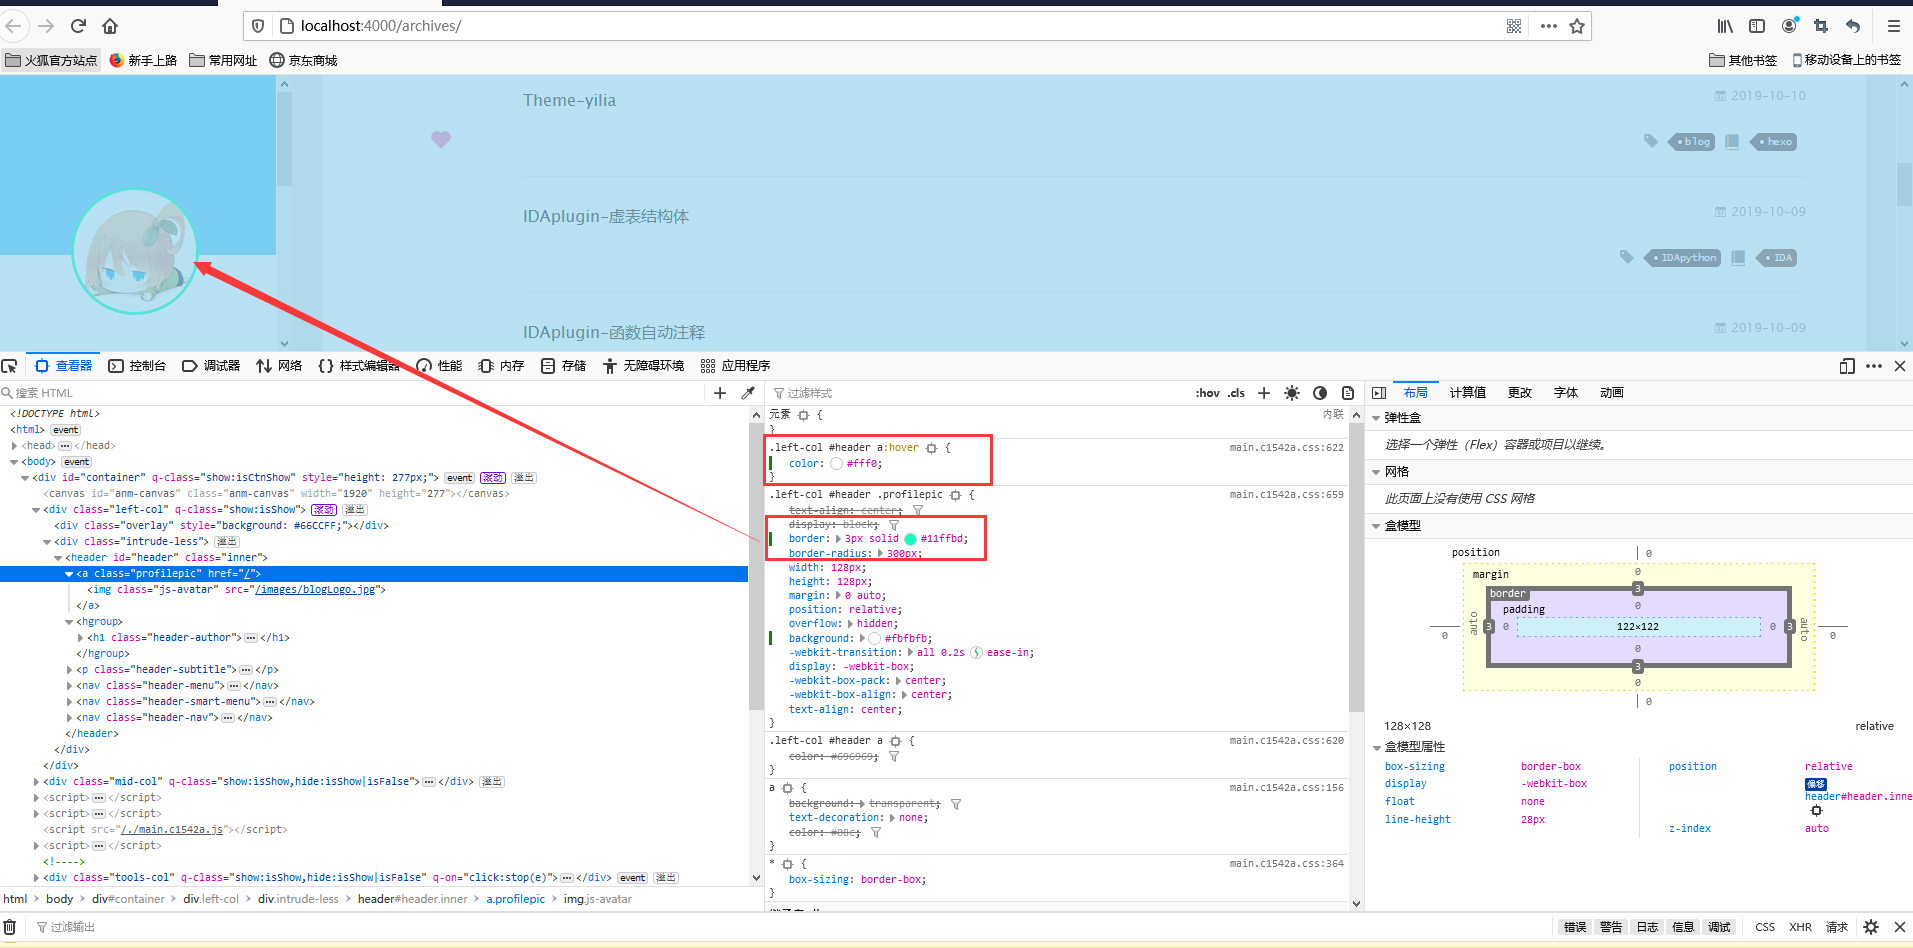 localhost:4000/archives/
火狐官方站点 新手上路 常用网址 京东商城 其他书签 移动设备上的书签
Theme-yilia 2019-10-10
blog hexo
IDAplugin-虚表结构体 2019-10-09
IDApython IDA
IDAplugin-函数自动注释 2019-10-09
查看器 控制台 调试器 网络 样式编辑器 性能 内存 存储 无障碍环境 应用程序
搜索 HTML
<!DOCTYPE html>
<html> event
<head> ••• </head>
<body> event
<div id="container" q-class="show:isCtnShow" style="height: 277px;"> event 滚动 溢出
<canvas id="anm-canvas" class="anm-canvas" width="1920" height="277"></canvas>
<div class="left-col" q-class="show:isShow"> 滚动 溢出
<div class="overlay" style="background: #66CCFF;"></div>
<div class="intrude-less"> 溢出
<header id="header" class="inner">
<a class="profilepic" href="/">
<img class="js-avatar" src="/images/blogLogo.jpg">
</a>
<hgroup>
<h1 class="header-author"> ••• </h1>
</hgroup>
<p class="header-subtitle"> ••• </p>
<nav class="header-menu"> ••• </nav>
<nav class="header-smart-menu"> ••• </nav>
<nav class="header-nav"> ••• </nav>
</header>
</div>
</div>
<div class="mid-col" q-class="show:isShow,hide:isShow|isFalse"> ••• </div> 溢出
<script> ••• </script>
<script> ••• </script>
<script src="/./main.c1542a.js"></script>
<script> ••• </script>
<!---->
<div class="tools-col" q-class="show:isShow,hide:isShow|isFalse" q-on="click:stop(e)"> ••• </div> event 溢出
html > body > div#container > div.left-col > div.intrude-less > header#header.inner > a.profilepic > img.js-avatar
过滤样式 :hov .cls +
元素 { 内联
}
.left-col #header a:hover { main.c1542a.css:622
color: #fff0;
}
.left-col #header .profilepic { main.c1542a.css:659
text-align: center;
display: block;
border: 3px solid #11ffbd;
border-radius: 300px;
width: 128px;
height: 128px;
margin: 0 auto;
position: relative;
overflow: hidden;
background: #fbfbfb;
-webkit-transition: all 0.2s ease-in;
display: -webkit-box;
-webkit-box-pack: center;
-webkit-box-align: center;
text-align: center;
}
.left-col #header a { main.c1542a.css:620
color: #696969;
}
a { main.c1542a.css:156
background: transparent;
text-decoration: none;
color: #08c;
}
* { main.c1542a.css:364
box-sizing: border-box;
}
布局 计算值 更改 字体 动画
弹性盒
选择一个弹性（Flex）容器或项目以继续。
网格
此页面上没有使用 CSS 网格
盒模型
position 0
margin 0
border 3
padding 0
0 auto 3 0 122×122 0 3 auto 0
0
3
0
0
128×128 relative
盒模型属性
box-sizing border-box position relative
display -webkit-box 偏移
float none header#header.inne
line-height 28px z-index auto
过滤输出 错误 警告 日志 信息 调试 CSS XHR 请求